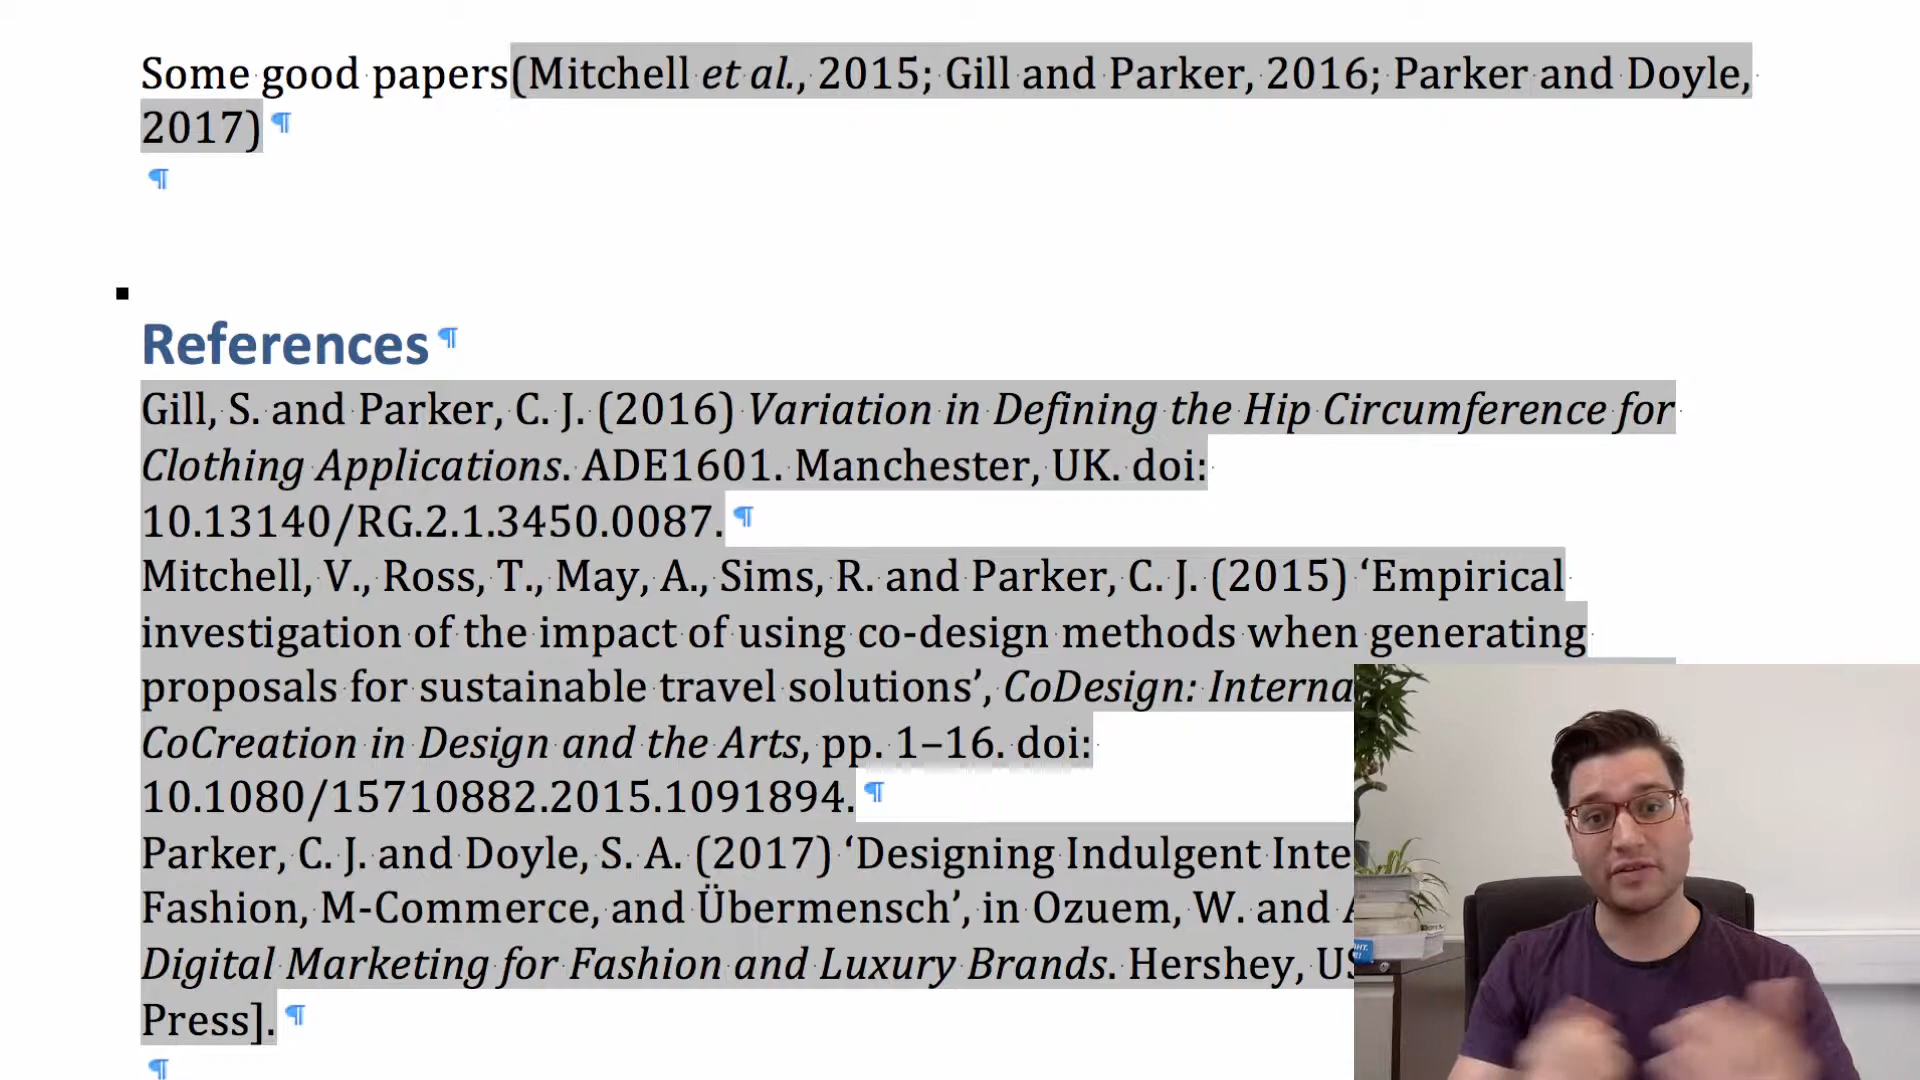 Some good papers(Mitchell et al., 2015; Gill and Parker, 2016; Parker and Doyle,
2017) ¶
¶
References ¶
Gill, S. and Parker, C. J. (2016) Variation in Defining the Hip Circumference for
Clothing Applications. ADE1601. Manchester, UK. doi:
10.13140/RG.2.1.3450.0087. ¶
Mitchell, V., Ross, T., May, A., Sims, R. and Parker, C. J. (2015) ‘Empirical
investigation of the impact of using co-design methods when generating
proposals for sustainable travel solutions’, CoDesign: Interna
CoCreation in Design and the Arts, pp. 1–16. doi:
10.1080/15710882.2015.1091894. ¶
Parker, C. J. and Doyle, S. A. (2017) ‘Designing Indulgent Inte
Fashion, M-Commerce, and Übermensch’, in Ozuem, W. and
Digital Marketing for Fashion and Luxury Brands. Hershey, US
Press]. ¶
¶